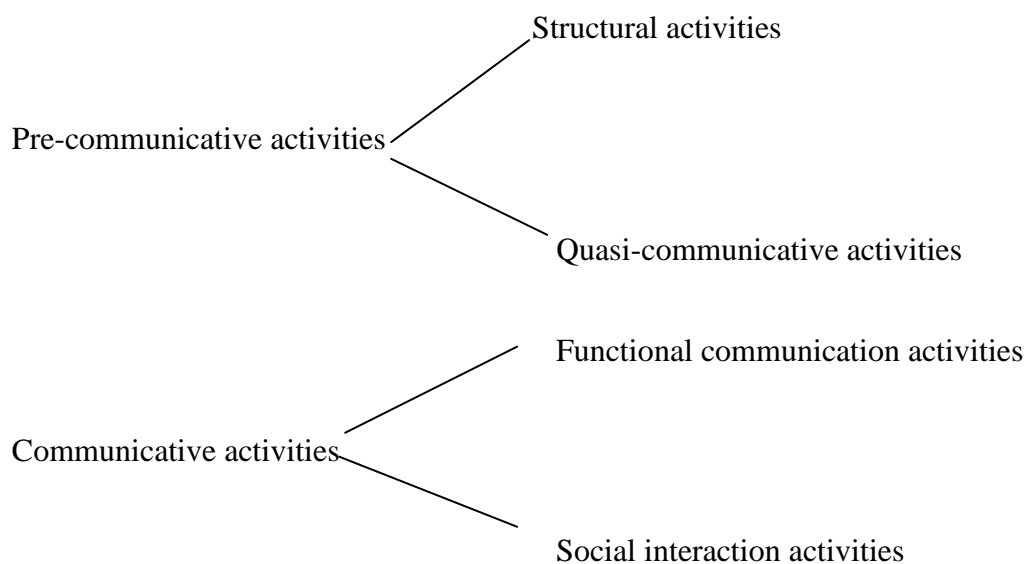 Structural activities
Pre-communicative activities
Quasi-communicative activities
Functional communication activities
Communicative activities
Social interaction activities